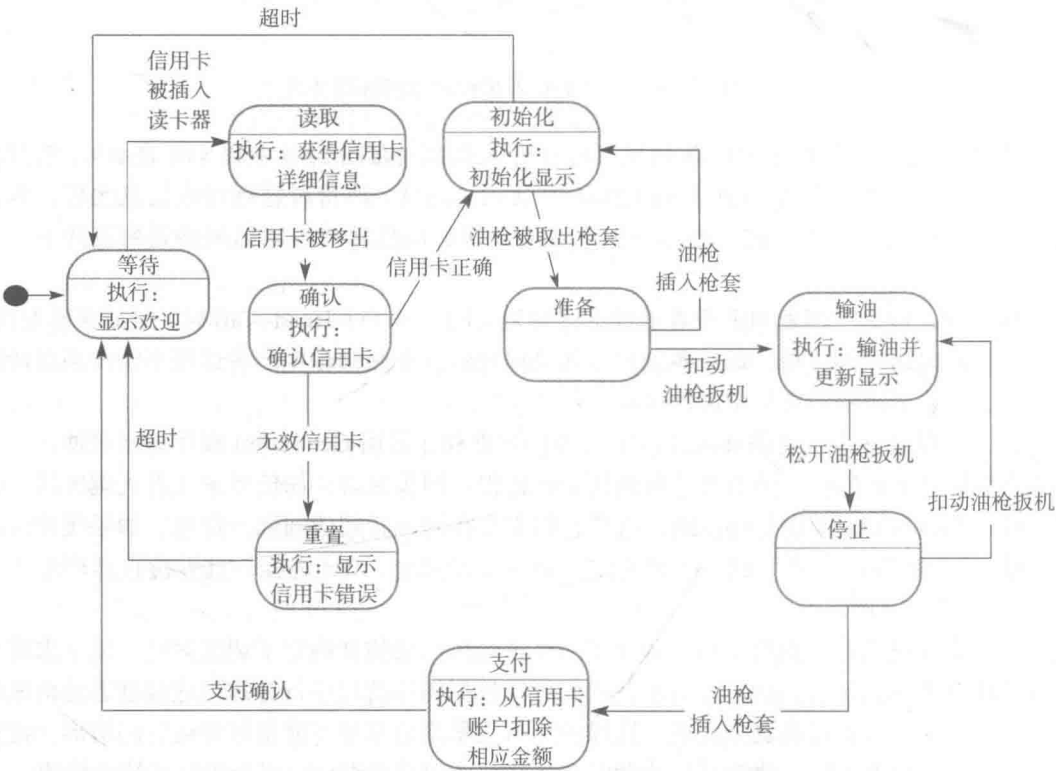 超时
信用卡
被插入
读卡器
读取
执行：获得信用卡
详细信息
初始化
执行：
初始化显示
信用卡被移出
油枪被取出枪套
信用卡正确
油枪
插入枪套
等待
执行：
显示欢迎
确认
执行：
确认信用卡
准备
输油
执行：输油并
更新显示
扣动
油枪扳机
超时
无效信用卡
松开油枪扳机
扣动油枪扳机
重置
执行：显示
信用卡错误
停止
支付确认
支付
执行：从信用卡
账户扣除
相应金额
油枪
插入枪套